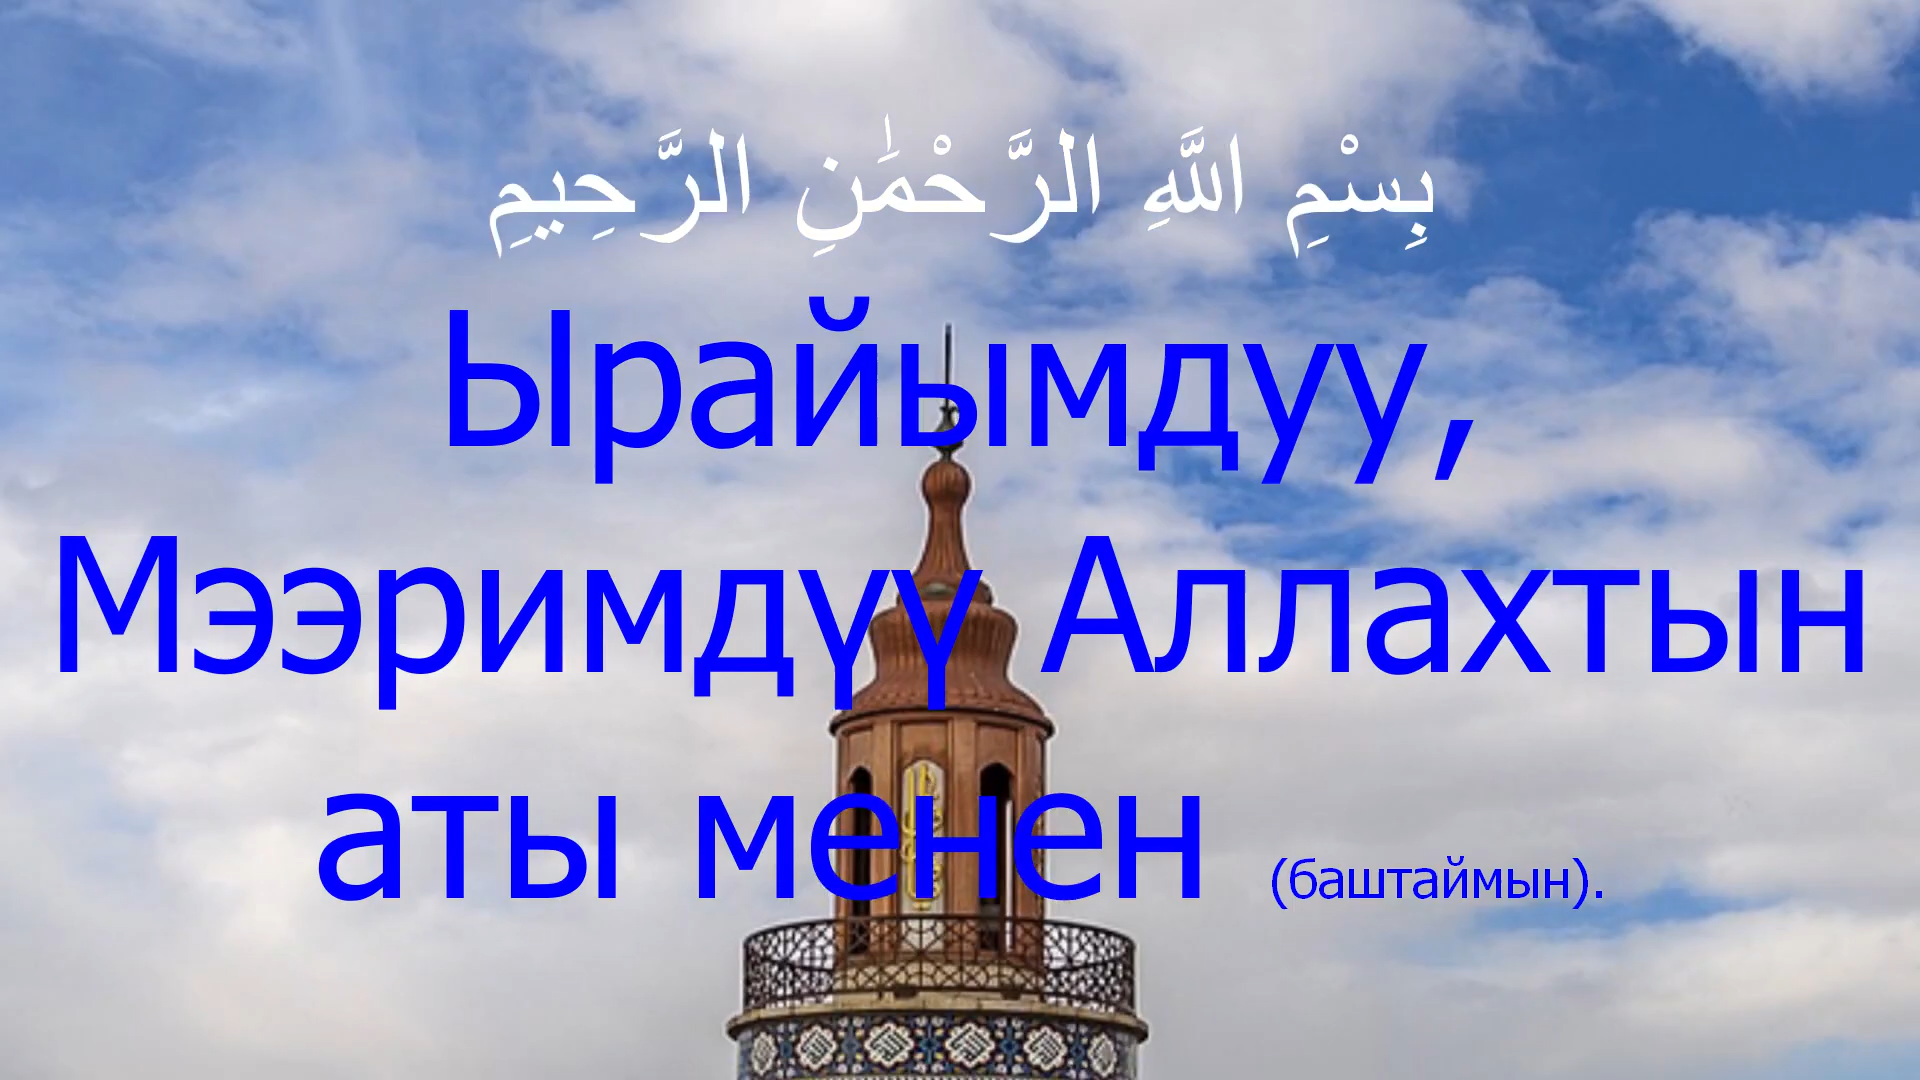 بِسْمِ اللَّهِ الرَّحْمَٰنِ الرَّحِيمِ
Ырайымдуу,
Мээримдүү Аллахтын
аты менен (баштаймын).